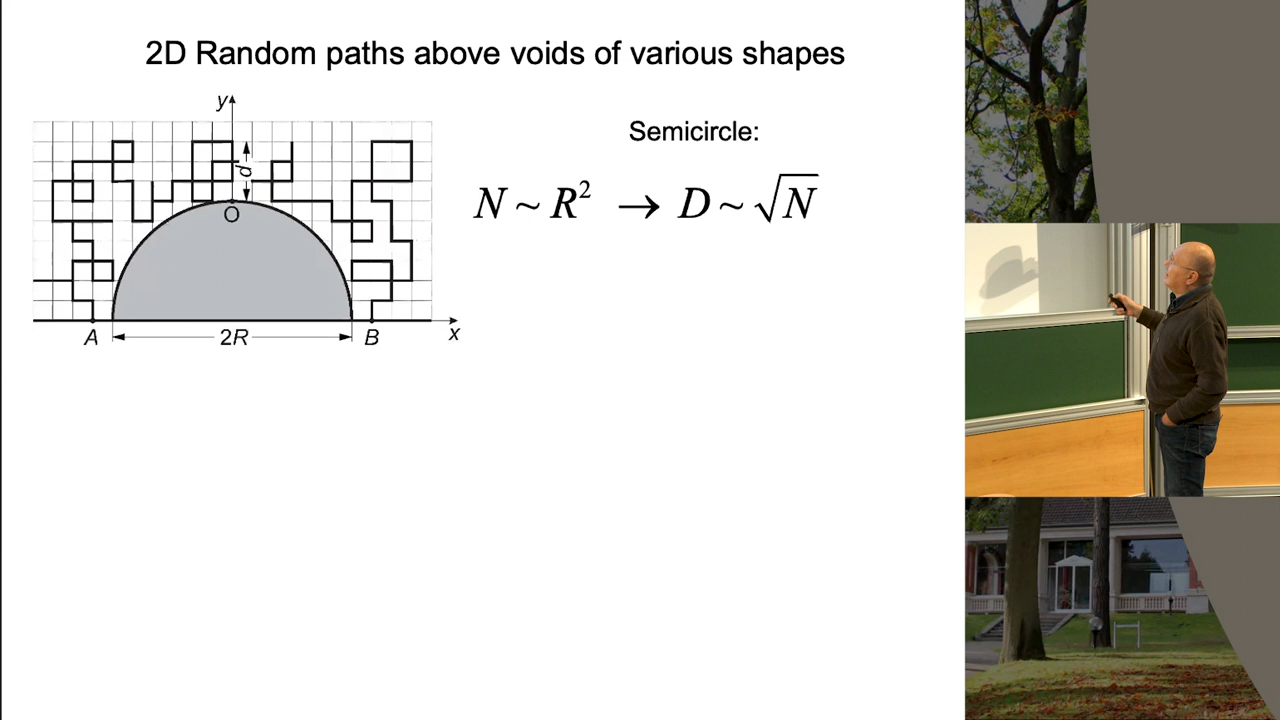 2D Random paths above voids of various shapes
y
d
O
A
2R
B
x
Semicircle:
N ~ R² → D ~ √N